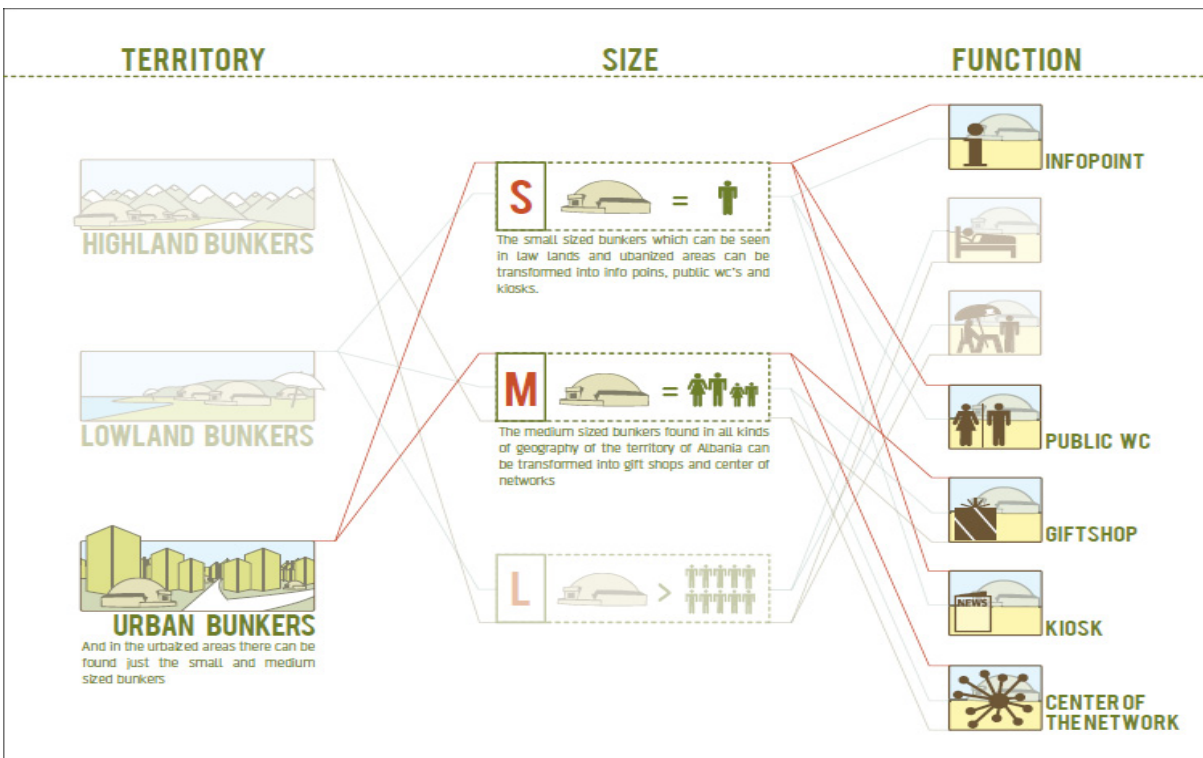 TERRITORY
SIZE
FUNCTION
HIGHLAND BUNKERS
LOWLAND BUNKERS
URBAN BUNKERS
And in the urbaized areas there can be
found just the small and medium
sized bunkers
S
=
The small sized bunkers which can be seen
in law lands and ubanized areas can be
transformed into info poins, public wc's and
kiosks.
M
=
The medium sized bunkers found in all kinds
of geography of the territory of Albania can
be transformed into gift shops and center of
networks
L
>
INFOPOINT
PUBLIC WC
GIFTSHOP
NEWS
KIOSK
CENTER OF
THE NETWORK